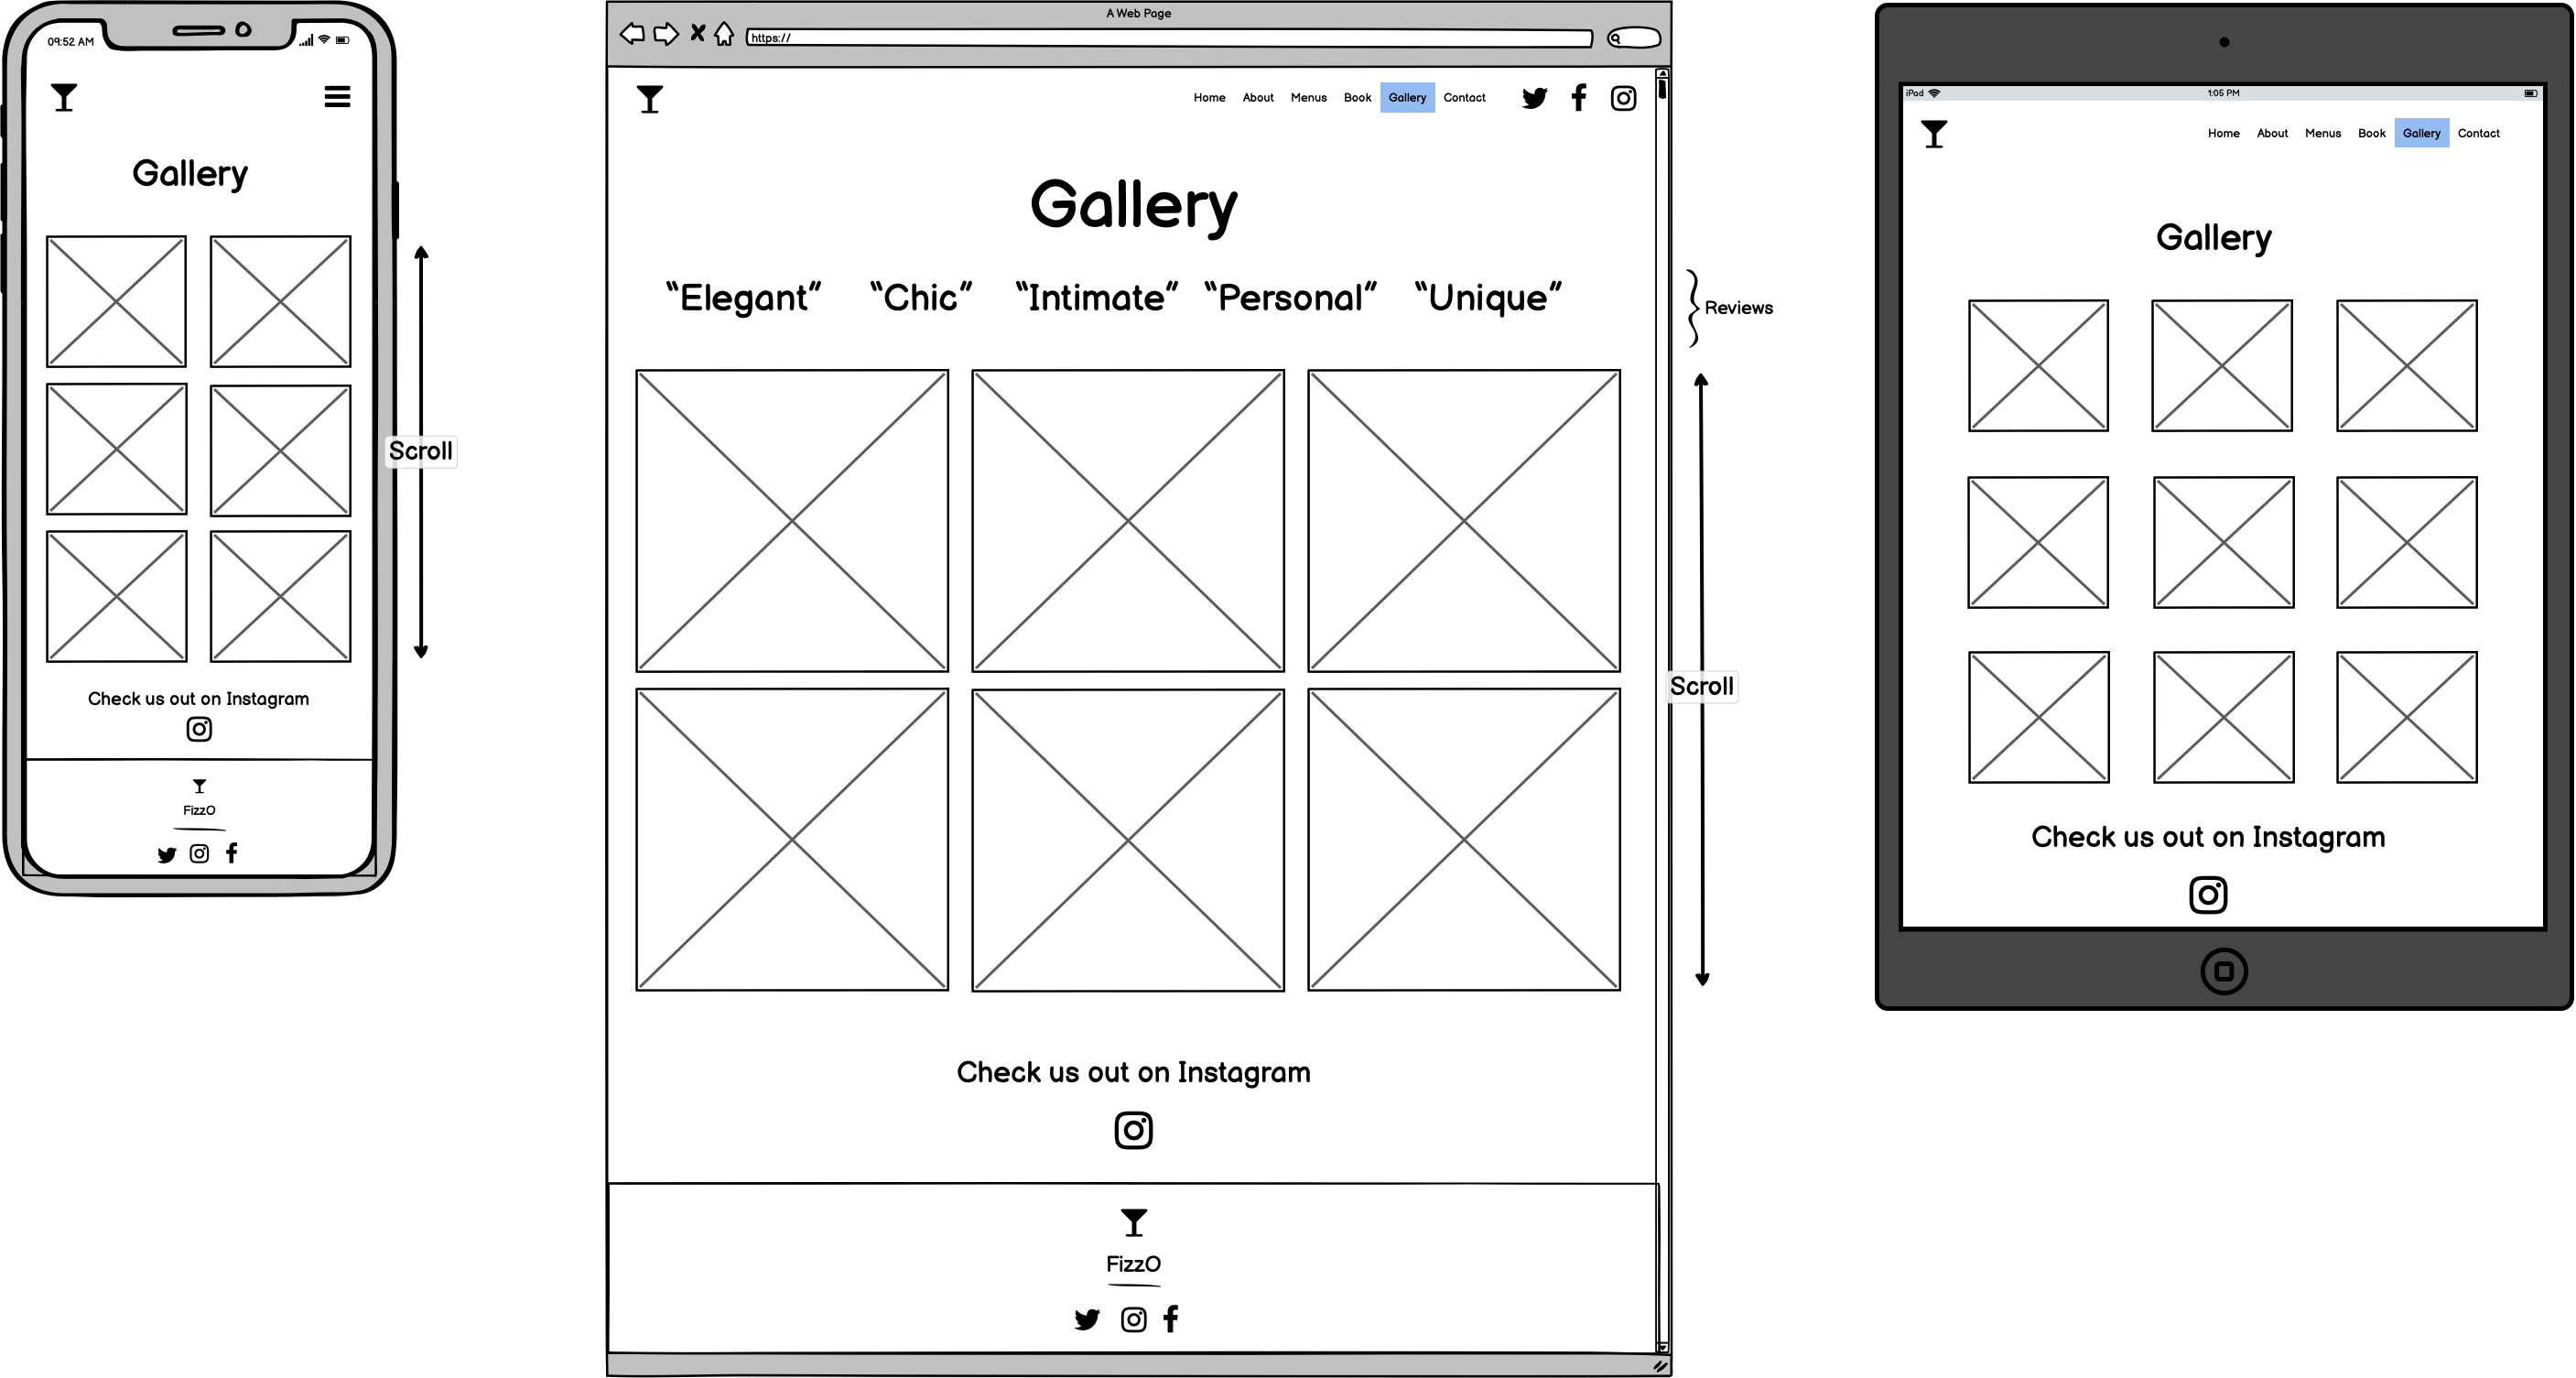 09:52 AM
Gallery
Scroll
Check us out on Instagram
FizzO
A Web Page
https://
Home About Menus Book Gallery Contact
Gallery
“Elegant” “Chic” “Intimate” “Personal” “Unique”
Reviews
Scroll
Check us out on Instagram
FizzO
iPad 1:05 PM
Home About Menus Book Gallery Contact
Gallery
Check us out on Instagram